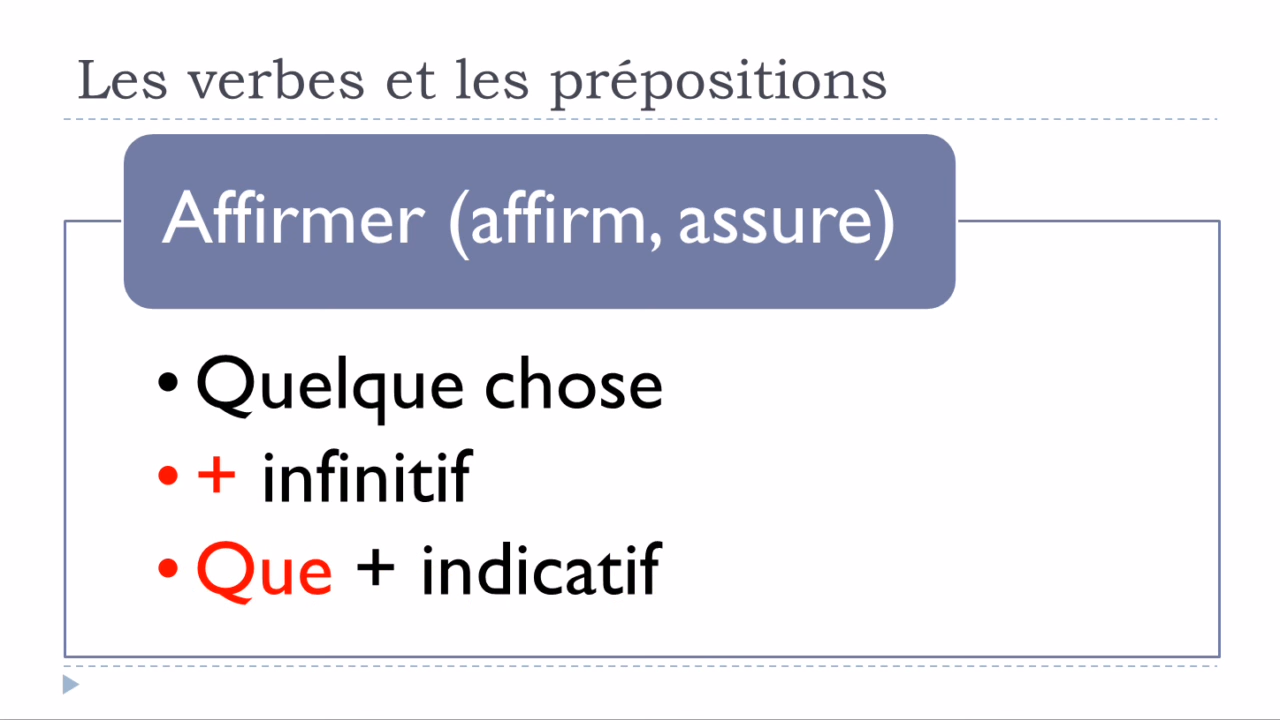 Les verbes et les prépositions
Affirmer (affirm, assure)
• Quelque chose
• + infinitif
• Que + indicatif